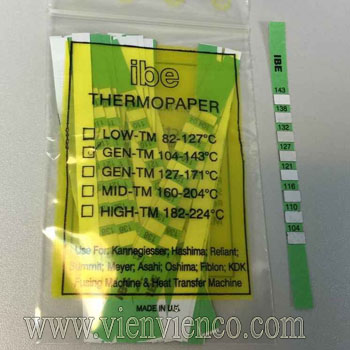 ibe
THERMOPAPER
LOW-TM 82-127°C
GEN-TM 104-143°C
GEN-TM 127-171°C
MID-TM 160-204°C
HIGH-TM 182-224°C
Use For: Kannegiesser; Hashima; Reliant;
Summit; Meyer; Asahi; Oshima; Fiblon; KDK
Fusing Machine & Heat Transfer Machine
MADE IN U.S.
IBE
143
138
132
127
121
116
110
104
www.vienvienco.com